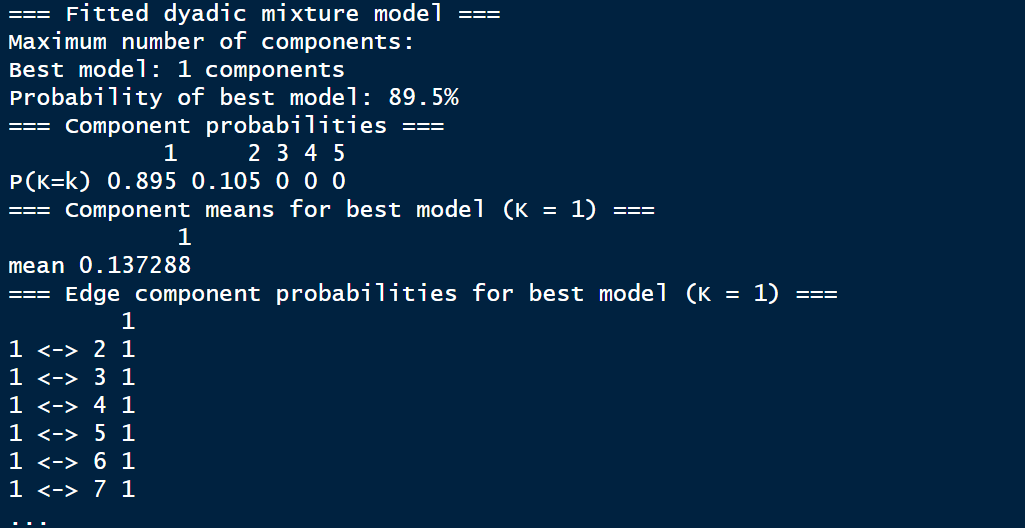 === Fitted dyadic mixture model ===
Maximum number of components:
Best model: 1 components
Probability of best model: 89.5%
=== Component probabilities ===
1 2 3 4 5
P(K=k) 0.895 0.105 0 0 0
=== Component means for best model (K = 1) ===
1
mean 0.137288
=== Edge component probabilities for best model (K = 1) ===
1
1 <-> 2 1
1 <-> 3 1
1 <-> 4 1
1 <-> 5 1
1 <-> 6 1
1 <-> 7 1
...